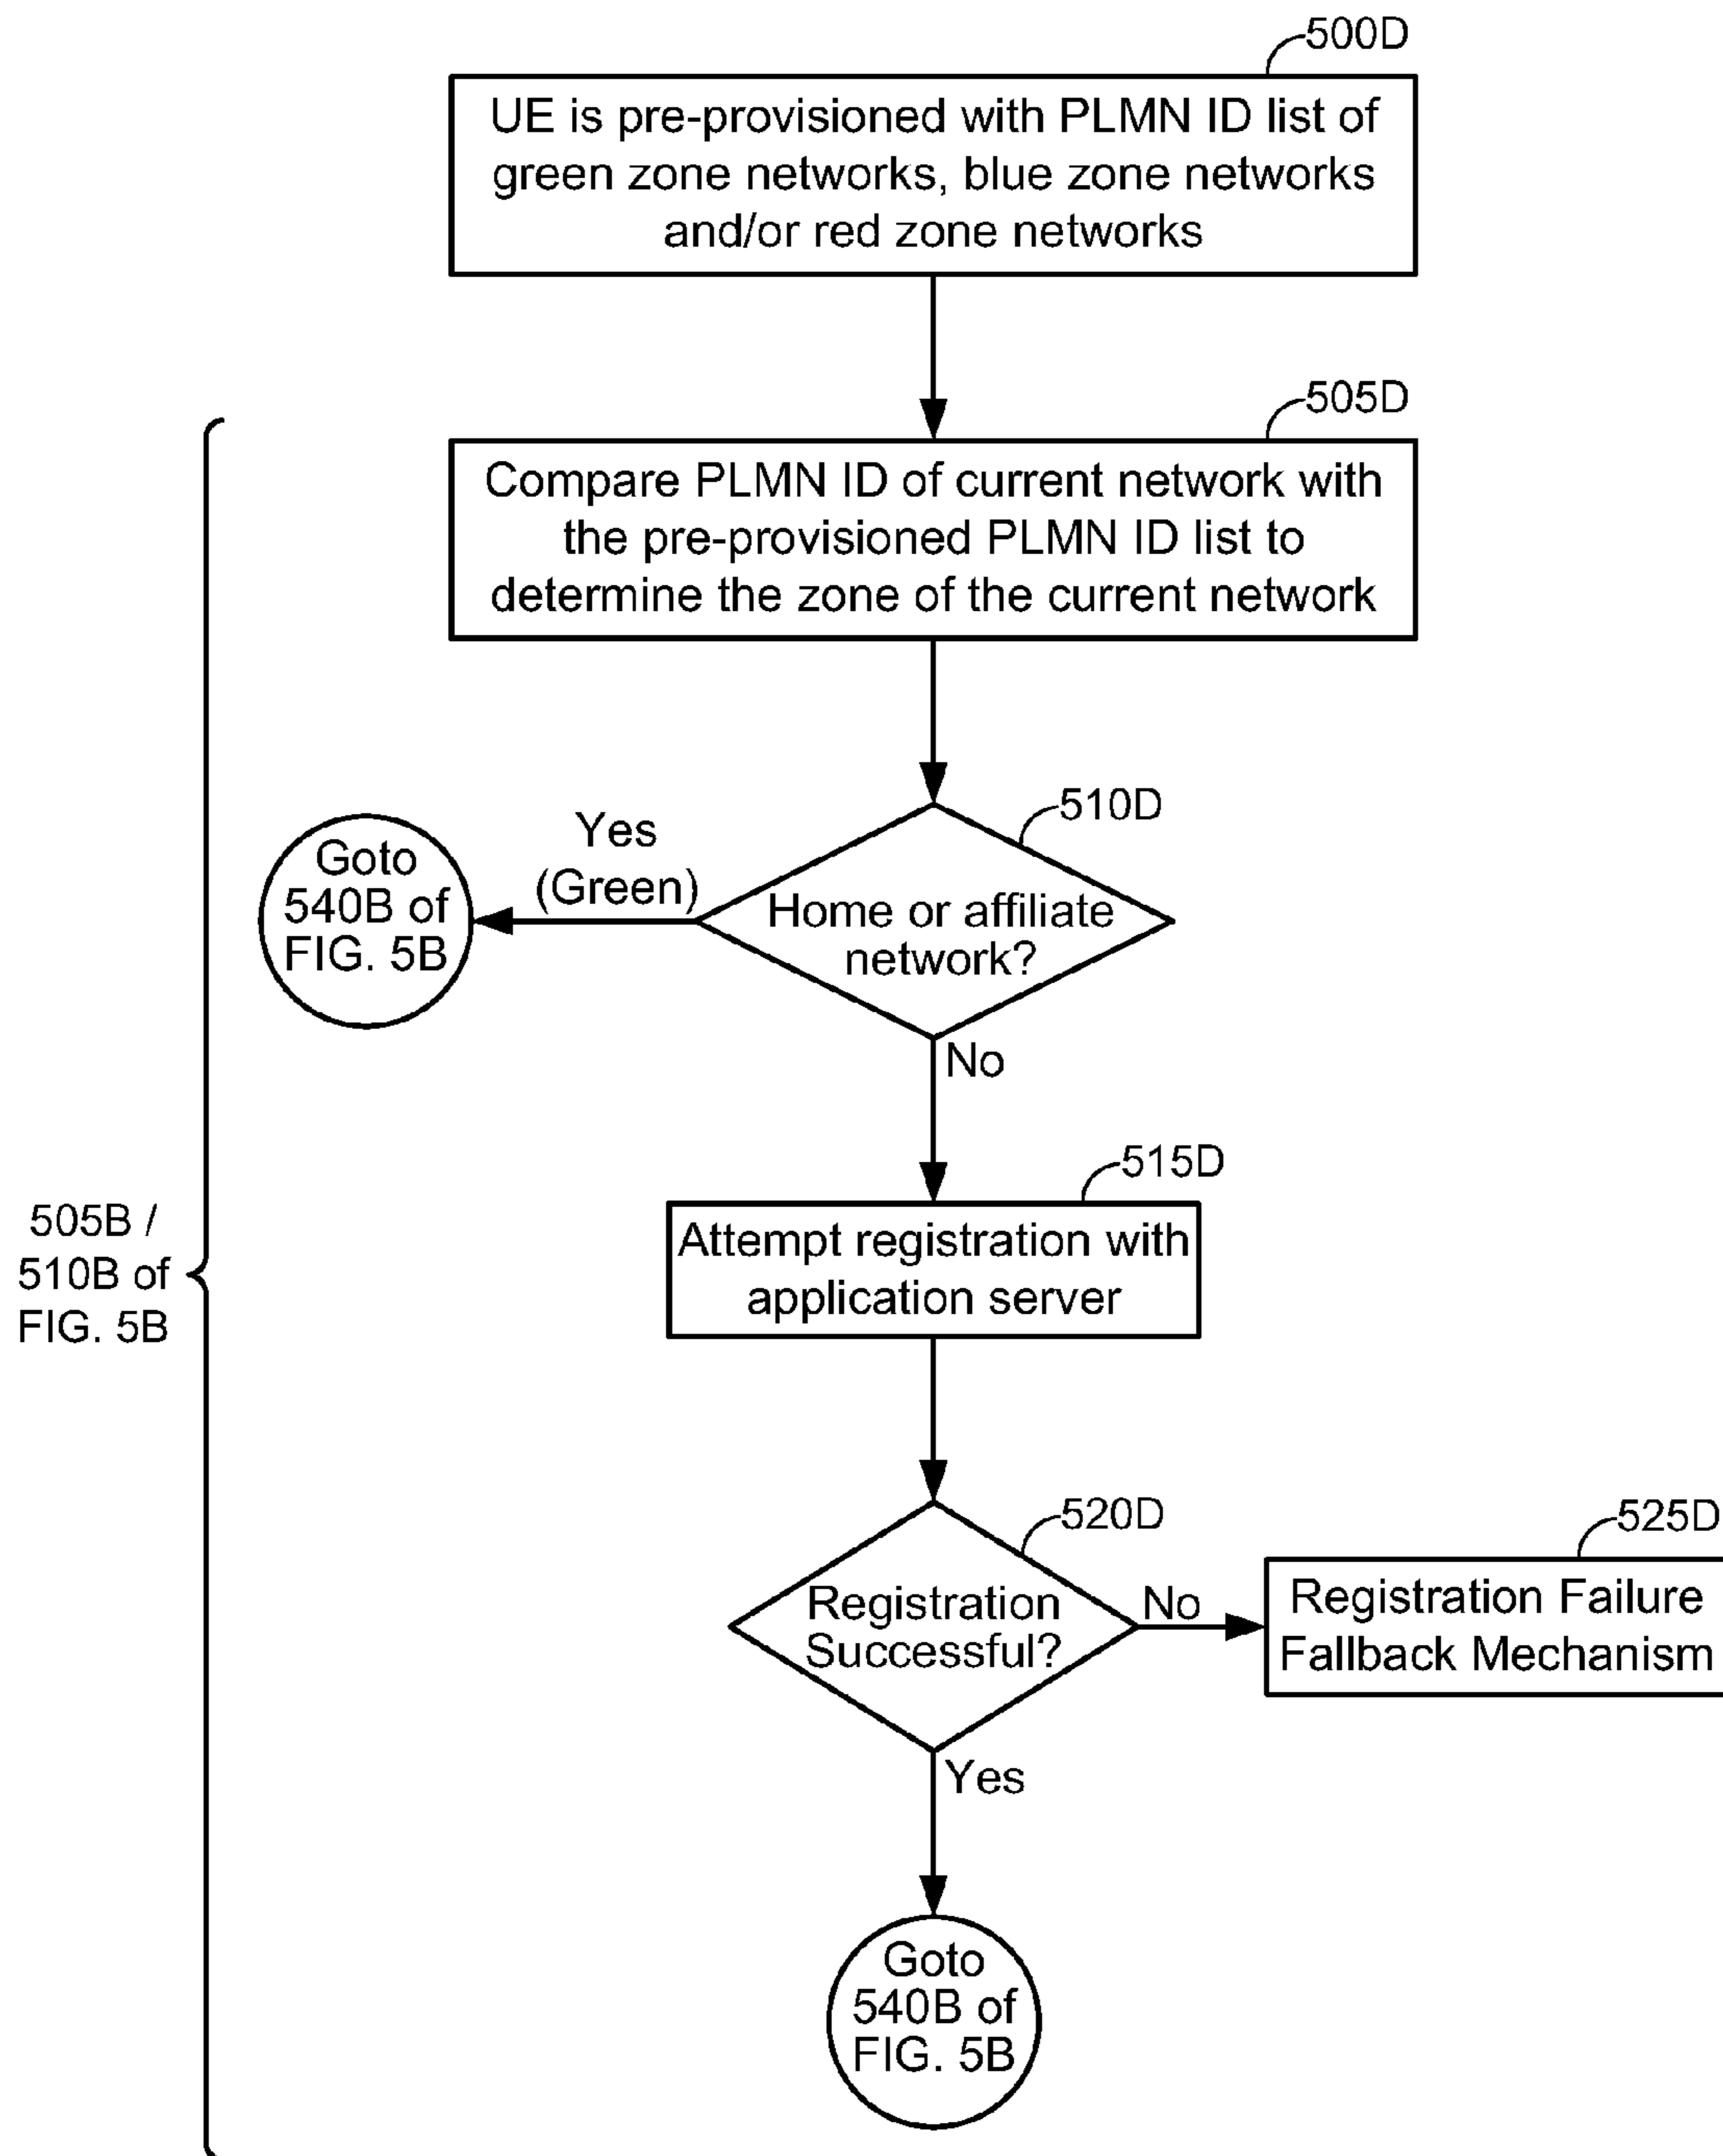 500D
UE is pre-provisioned with PLMN ID list of
green zone networks, blue zone networks
and/or red zone networks
505D
Compare PLMN ID of current network with
the pre-provisioned PLMN ID list to
determine the zone of the current network
510D
Home or affiliate
network?
Yes
(Green)
Goto
540B of
FIG. 5B
No
505B /
510B of
FIG. 5B
515D
Attempt registration with
application server
520D
Registration
Successful?
No
525D
Registration Failure
Fallback Mechanism
Yes
Goto
540B of
FIG. 5B